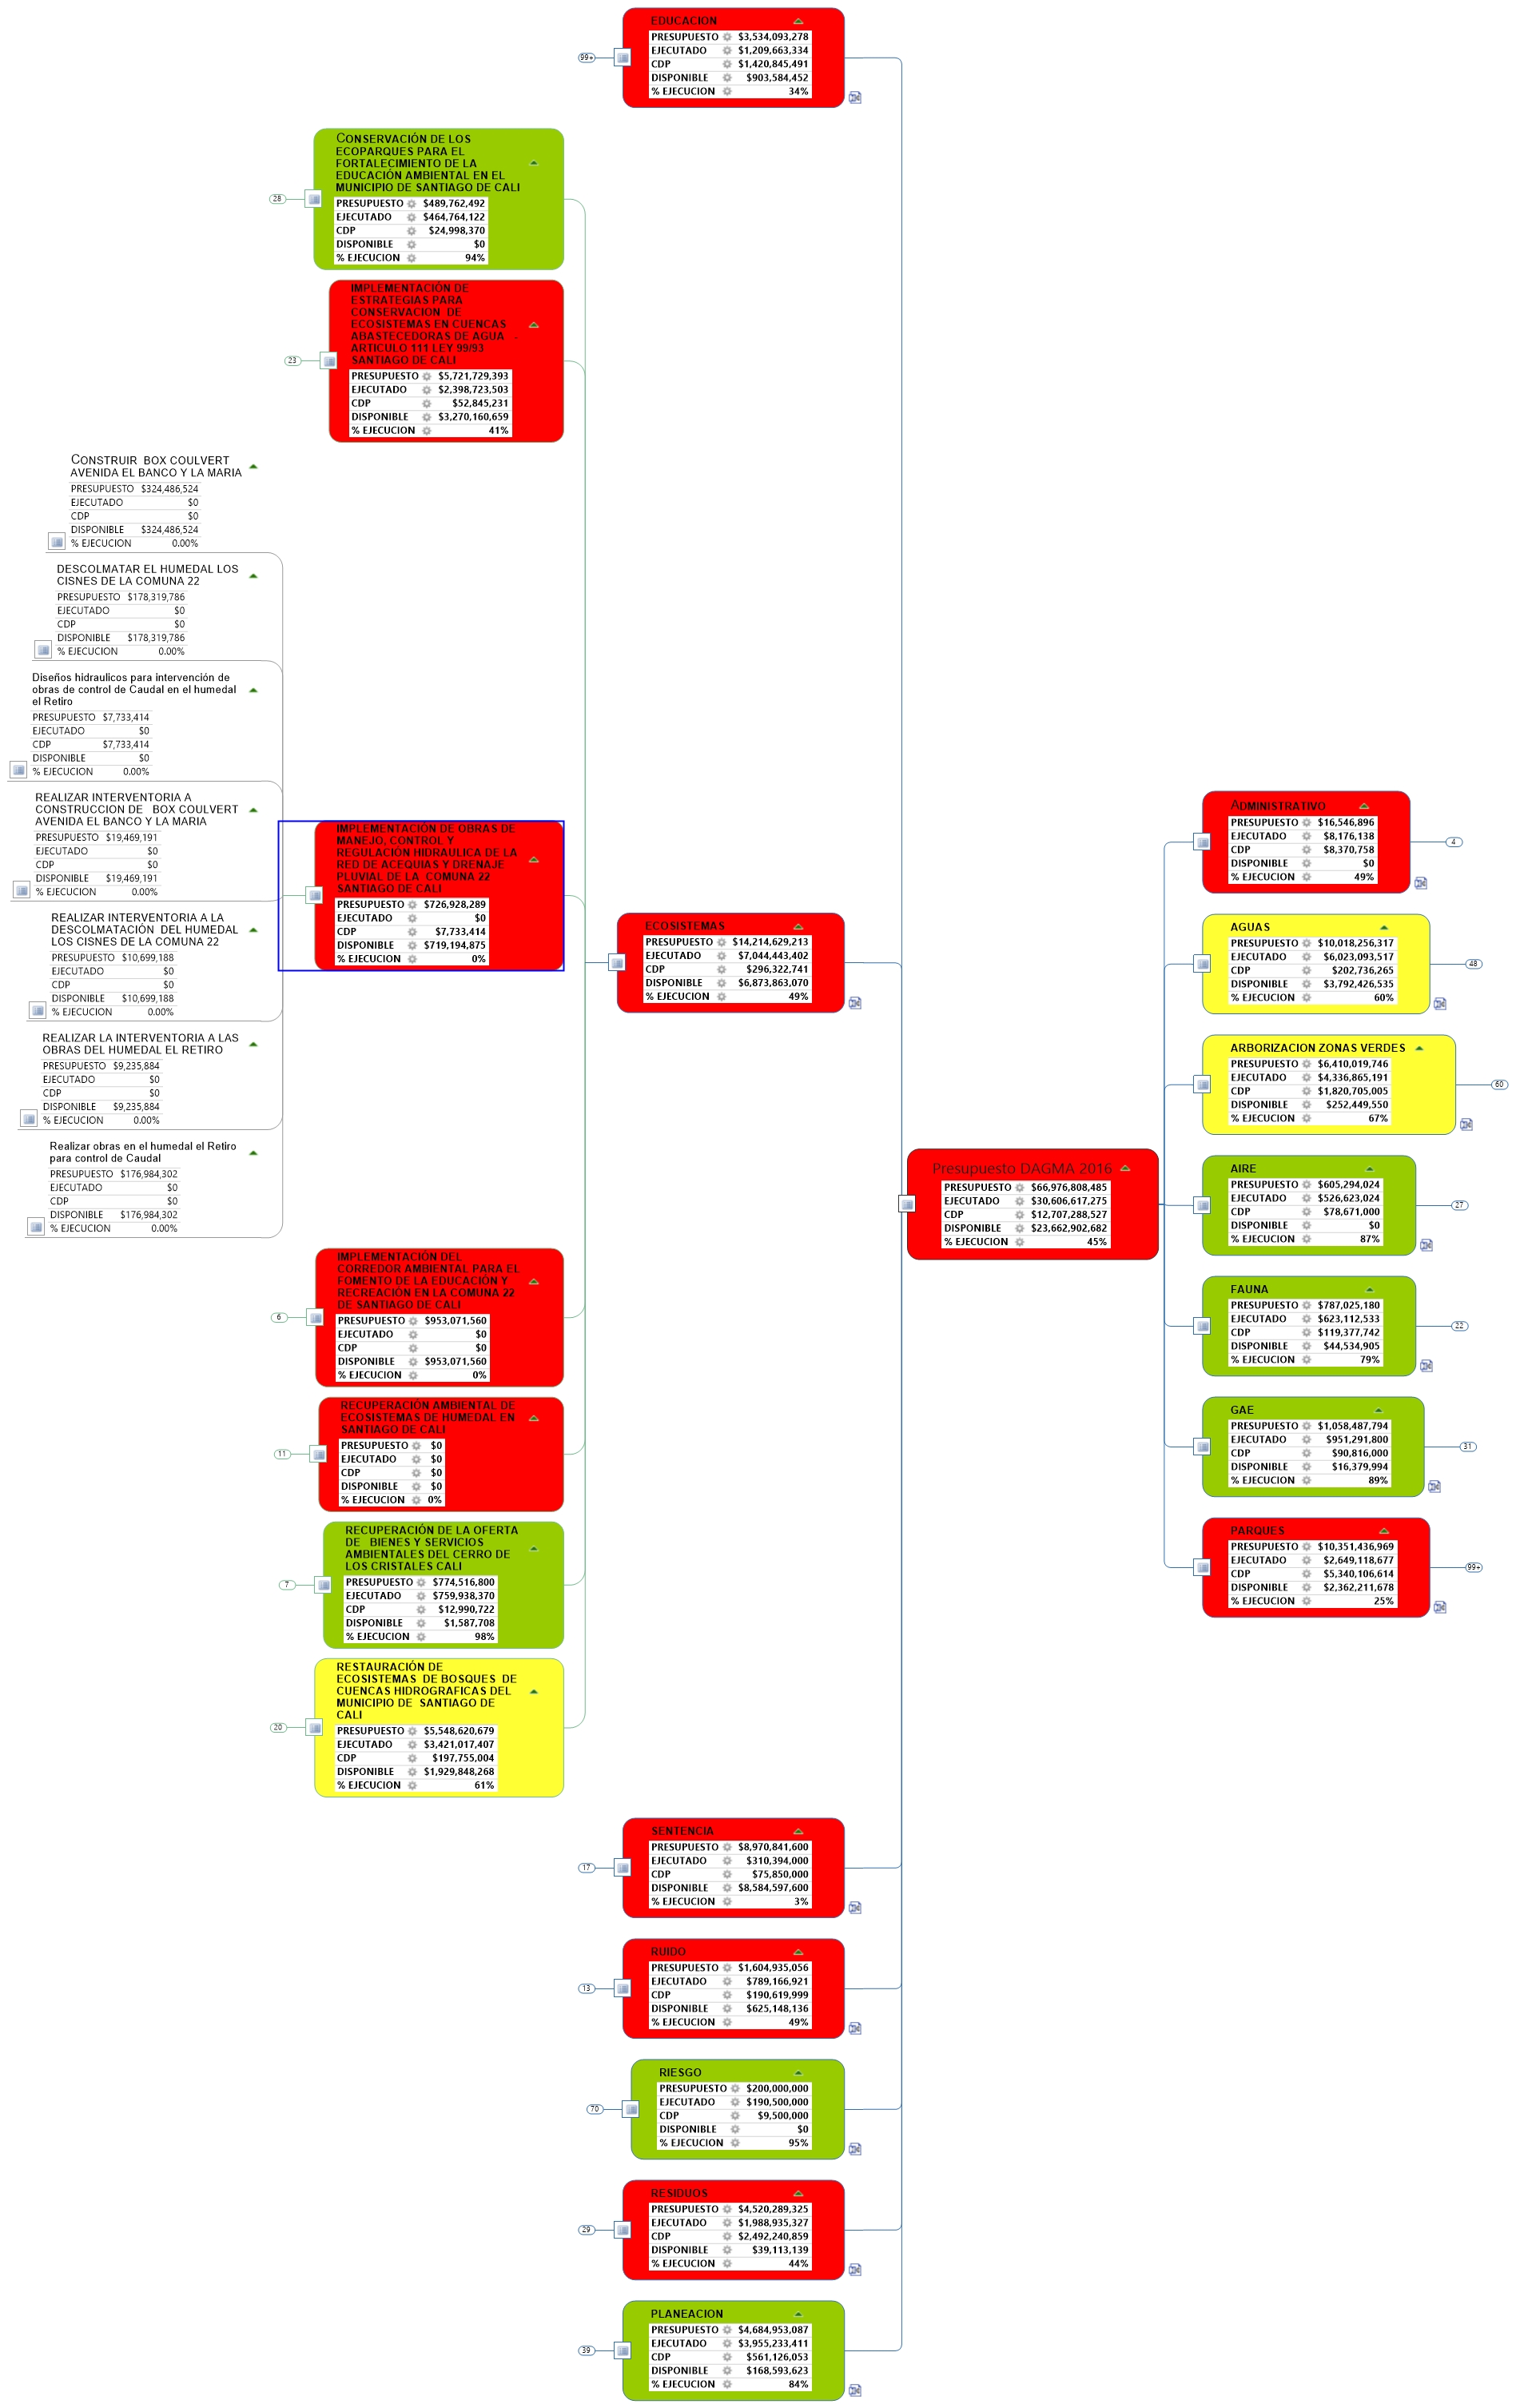 EDUCACION
PRESUPUESTO $3,534,093,278
EJECUTADO $1,209,663,334
CDP $1,420,845,491
DISPONIBLE $903,584,452
% EJECUCION 34%
99+
CONSERVACIÓN DE LOS
ECOPARQUES PARA EL
FORTALECIMIENTO DE LA
EDUCACIÓN AMBIENTAL EN EL
MUNICIPIO DE SANTIAGO DE CALI
PRESUPUESTO $489,762,492
EJECUTADO $464,764,122
CDP $24,998,370
DISPONIBLE $0
% EJECUCION 94%
28
IMPLEMENTACIÓN DE
ESTRATEGIAS PARA
CONSERVACION DE
ECOSISTEMAS EN CUENCAS
ABASTECEDORAS DE AGUA -
ARTICULO 111 LEY 99/93
SANTIAGO DE CALI
PRESUPUESTO $5,721,729,393
EJECUTADO $2,398,723,503
CDP $52,845,231
DISPONIBLE $3,270,160,659
% EJECUCION 41%
23
CONSTRUIR BOX COULVERT
AVENIDA EL BANCO Y LA MARIA
PRESUPUESTO $324,486,524
EJECUTADO $0
CDP $0
DISPONIBLE $324,486,524
% EJECUCION 0.00%
DESCOLMATAR EL HUMEDAL LOS
CISNES DE LA COMUNA 22
PRESUPUESTO $178,319,786
EJECUTADO $0
CDP $0
DISPONIBLE $178,319,786
% EJECUCION 0.00%
Diseños hidraulicos para intervención de
obras de control de Caudal en el humedal
el Retiro
PRESUPUESTO $7,733,414
EJECUTADO $0
CDP $7,733,414
DISPONIBLE $0
% EJECUCION 0.00%
REALIZAR INTERVENTORIA A
CONSTRUCCION DE BOX COULVERT
AVENIDA EL BANCO Y LA MARIA
PRESUPUESTO $19,469,191
EJECUTADO $0
CDP $0
DISPONIBLE $19,469,191
% EJECUCION 0.00%
REALIZAR INTERVENTORIA A LA
DESCOLMATACIÓN DEL HUMEDAL
LOS CISNES DE LA COMUNA 22
PRESUPUESTO $10,699,188
EJECUTADO $0
CDP $0
DISPONIBLE $10,699,188
% EJECUCION 0.00%
REALIZAR LA INTERVENTORIA A LAS
OBRAS DEL HUMEDAL EL RETIRO
PRESUPUESTO $9,235,884
EJECUTADO $0
CDP $0
DISPONIBLE $9,235,884
% EJECUCION 0.00%
Realizar obras en el humedal el Retiro
para control de Caudal
PRESUPUESTO $176,984,302
EJECUTADO $0
CDP $0
DISPONIBLE $176,984,302
% EJECUCION 0.00%
IMPLEMENTACIÓN DE OBRAS DE
MANEJO, CONTROL Y
REGULACIÓN HIDRAULICA DE LA
RED DE ACEQUIAS Y DRENAJE
PLUVIAL DE LA COMUNA 22
SANTIAGO DE CALI
PRESUPUESTO $726,928,289
EJECUTADO $0
CDP $7,733,414
DISPONIBLE $719,194,875
% EJECUCION 0%
ECOSISTEMAS
PRESUPUESTO $14,214,629,213
EJECUTADO $7,044,443,402
CDP $296,322,741
DISPONIBLE $6,873,863,070
% EJECUCION 49%
IMPLEMENTACIÓN DEL
CORREDOR AMBIENTAL PARA EL
FOMENTO DE LA EDUCACIÓN Y
RECREACIÓN EN LA COMUNA 22
DE SANTIAGO DE CALI
PRESUPUESTO $953,071,560
EJECUTADO $0
CDP $0
DISPONIBLE $953,071,560
% EJECUCION 0%
6
RECUPERACIÓN AMBIENTAL DE
ECOSISTEMAS DE HUMEDAL EN
SANTIAGO DE CALI
PRESUPUESTO $0
EJECUTADO $0
CDP $0
DISPONIBLE $0
% EJECUCION 0%
11
RECUPERACIÓN DE LA OFERTA
DE BIENES Y SERVICIOS
AMBIENTALES DEL CERRO DE
LOS CRISTALES CALI
PRESUPUESTO $774,516,800
EJECUTADO $759,938,370
CDP $12,990,722
DISPONIBLE $1,587,708
% EJECUCION 98%
7
RESTAURACIÓN DE
ECOSISTEMAS DE BOSQUES DE
CUENCAS HIDROGRAFICAS DEL
MUNICIPIO DE SANTIAGO DE
CALI
PRESUPUESTO $5,548,620,679
EJECUTADO $3,421,017,407
CDP $197,755,004
DISPONIBLE $1,929,848,268
% EJECUCION 61%
20
SENTENCIA
PRESUPUESTO $8,970,841,600
EJECUTADO $310,394,000
CDP $75,850,000
DISPONIBLE $8,584,597,600
% EJECUCION 3%
17
RUIDO
PRESUPUESTO $1,604,935,056
EJECUTADO $789,166,921
CDP $190,619,999
DISPONIBLE $625,148,136
% EJECUCION 49%
13
RIESGO
PRESUPUESTO $200,000,000
EJECUTADO $190,500,000
CDP $9,500,000
DISPONIBLE $0
% EJECUCION 95%
70
RESIDUOS
PRESUPUESTO $4,520,289,325
EJECUTADO $1,988,935,327
CDP $2,492,240,859
DISPONIBLE $39,113,139
% EJECUCION 44%
29
PLANEACION
PRESUPUESTO $4,684,953,087
EJECUTADO $3,955,233,411
CDP $561,126,053
DISPONIBLE $168,593,623
% EJECUCION 84%
39
Presupuesto DAGMA 2016
PRESUPUESTO $66,976,808,485
EJECUTADO $30,606,617,275
CDP $12,707,288,527
DISPONIBLE $23,662,902,682
% EJECUCION 45%
ADMINISTRATIVO
PRESUPUESTO $16,546,896
EJECUTADO $8,176,138
CDP $8,370,758
DISPONIBLE $0
% EJECUCION 49%
4
AGUAS
PRESUPUESTO $10,018,256,317
EJECUTADO $6,023,093,517
CDP $202,736,265
DISPONIBLE $3,792,426,535
% EJECUCION 60%
48
ARBORIZACION ZONAS VERDES
PRESUPUESTO $6,410,019,746
EJECUTADO $4,336,865,191
CDP $1,820,705,005
DISPONIBLE $252,449,550
% EJECUCION 67%
60
AIRE
PRESUPUESTO $605,294,024
EJECUTADO $526,623,024
CDP $78,671,000
DISPONIBLE $0
% EJECUCION 87%
27
FAUNA
PRESUPUESTO $787,025,180
EJECUTADO $623,112,533
CDP $119,377,742
DISPONIBLE $44,534,905
% EJECUCION 79%
22
GAE
PRESUPUESTO $1,058,487,794
EJECUTADO $951,291,800
CDP $90,816,000
DISPONIBLE $16,379,994
% EJECUCION 89%
31
PARQUES
PRESUPUESTO $10,351,436,969
EJECUTADO $2,649,118,677
CDP $5,340,106,614
DISPONIBLE $2,362,211,678
% EJECUCION 25%
99+